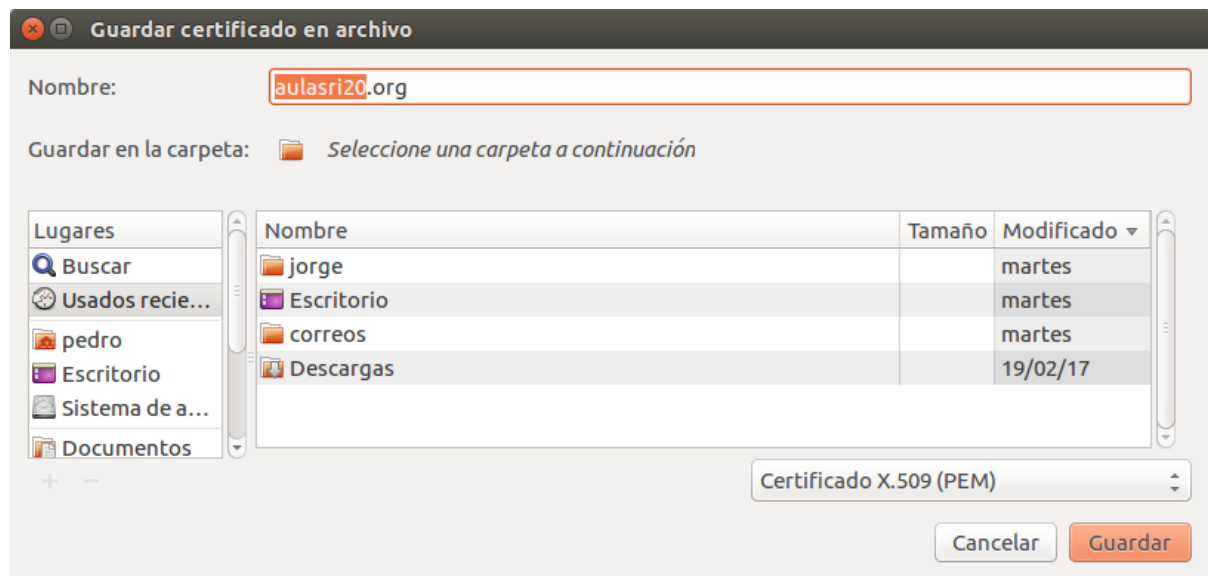 Guardar certificado en archivo
Nombre: aulasri20.org
Guardar en la carpeta: Seleccione una carpeta a continuación
Lugares
Buscar
Usados recie...
pedro
Escritorio
Sistema de a...
Documentos
Nombre Tamaño Modificado
jorge martes
Escritorio martes
correos martes
Descargas 19/02/17
Certificado X.509 (PEM)
Cancelar Guardar